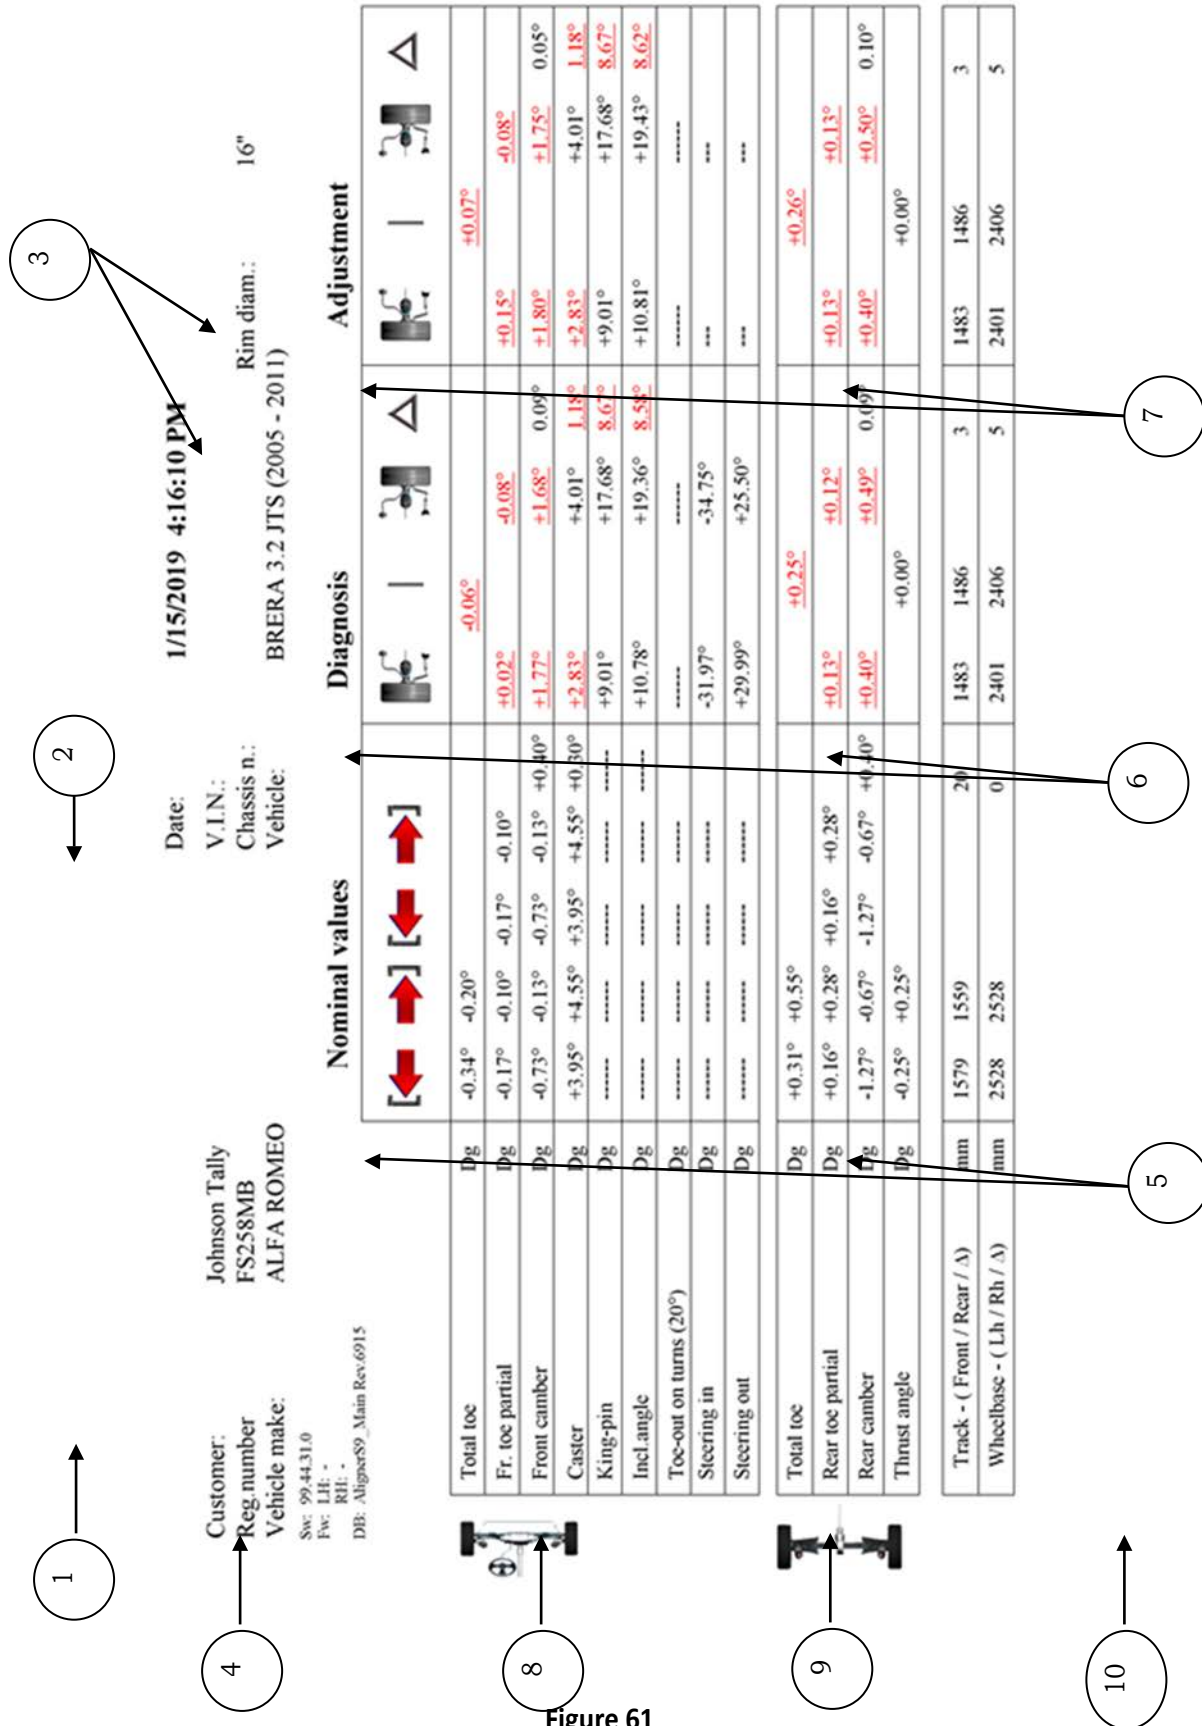 1
2
3
Date: 1/15/2019 4:16:10 PM
Customer: Johnson Tally V.I.N.:
Reg.number FS258MB Chassis n.: Rim diam.: 16"
Vehicle make: ALFA ROMEO Vehicle: BRERA 3.2 JTS (2005 - 2011)
Sw: 99.44.31.0
Fw: LH: -
RH: -
DB: AlignerS9_Main Rev.6915
4
Nominal values Diagnosis Adjustment
[ ] [ ] | Δ | Δ
Total toe Dg -0.34° -0.20° -0.06° +0.07°
Fr. toe partial Dg -0.17° -0.10° -0.17° -0.10° +0.02° -0.08° +0.15° -0.08°
Front camber Dg -0.73° -0.13° -0.73° -0.13° +0.40° +1.77° +1.68° 0.09° +1.80° +1.75° 0.05°
Caster Dg +3.95° +4.55° +3.95° +4.55° +0.30° +2.83° +4.01° 1.18° +2.83° +4.01° 1.18°
King-pin Dg ------ ------ ------ ------ ------ +9.01° +17.68° 8.67° +9.01° +17.68° 8.67°
Incl.angle Dg ------ ------ ------ ------ ------ +10.78° +19.36° 8.58° +10.81° +19.43° 8.62°
Toe-out on turns (20°) Dg ------ ------ ------ ------ ------ ------ ------ ------
Steering in Dg ------ ------ ------ ------ -31.97° -34.75° --- ---
Steering out Dg ------ ------ ------ ------ +29.99° +25.50° --- ---
8
Total toe Dg +0.31° +0.55° +0.25° +0.26°
Rear toe partial Dg +0.16° +0.28° +0.16° +0.28° +0.13° +0.12° +0.13° +0.13°
Rear camber Dg -1.27° -0.67° -1.27° -0.67° +0.40° +0.40° +0.49° 0.09° +0.40° +0.50° 0.10°
Thrust angle Dg -0.25° +0.25° +0.00° +0.00°
9
Track - ( Front / Rear / Δ) mm 1579 1559 20 1483 1486 3 1483 1486 3
Wheelbase - ( Lh / Rh / Δ) mm 2528 2528 0 2401 2406 5 2401 2406 5
10
5
6
7
Figure 61